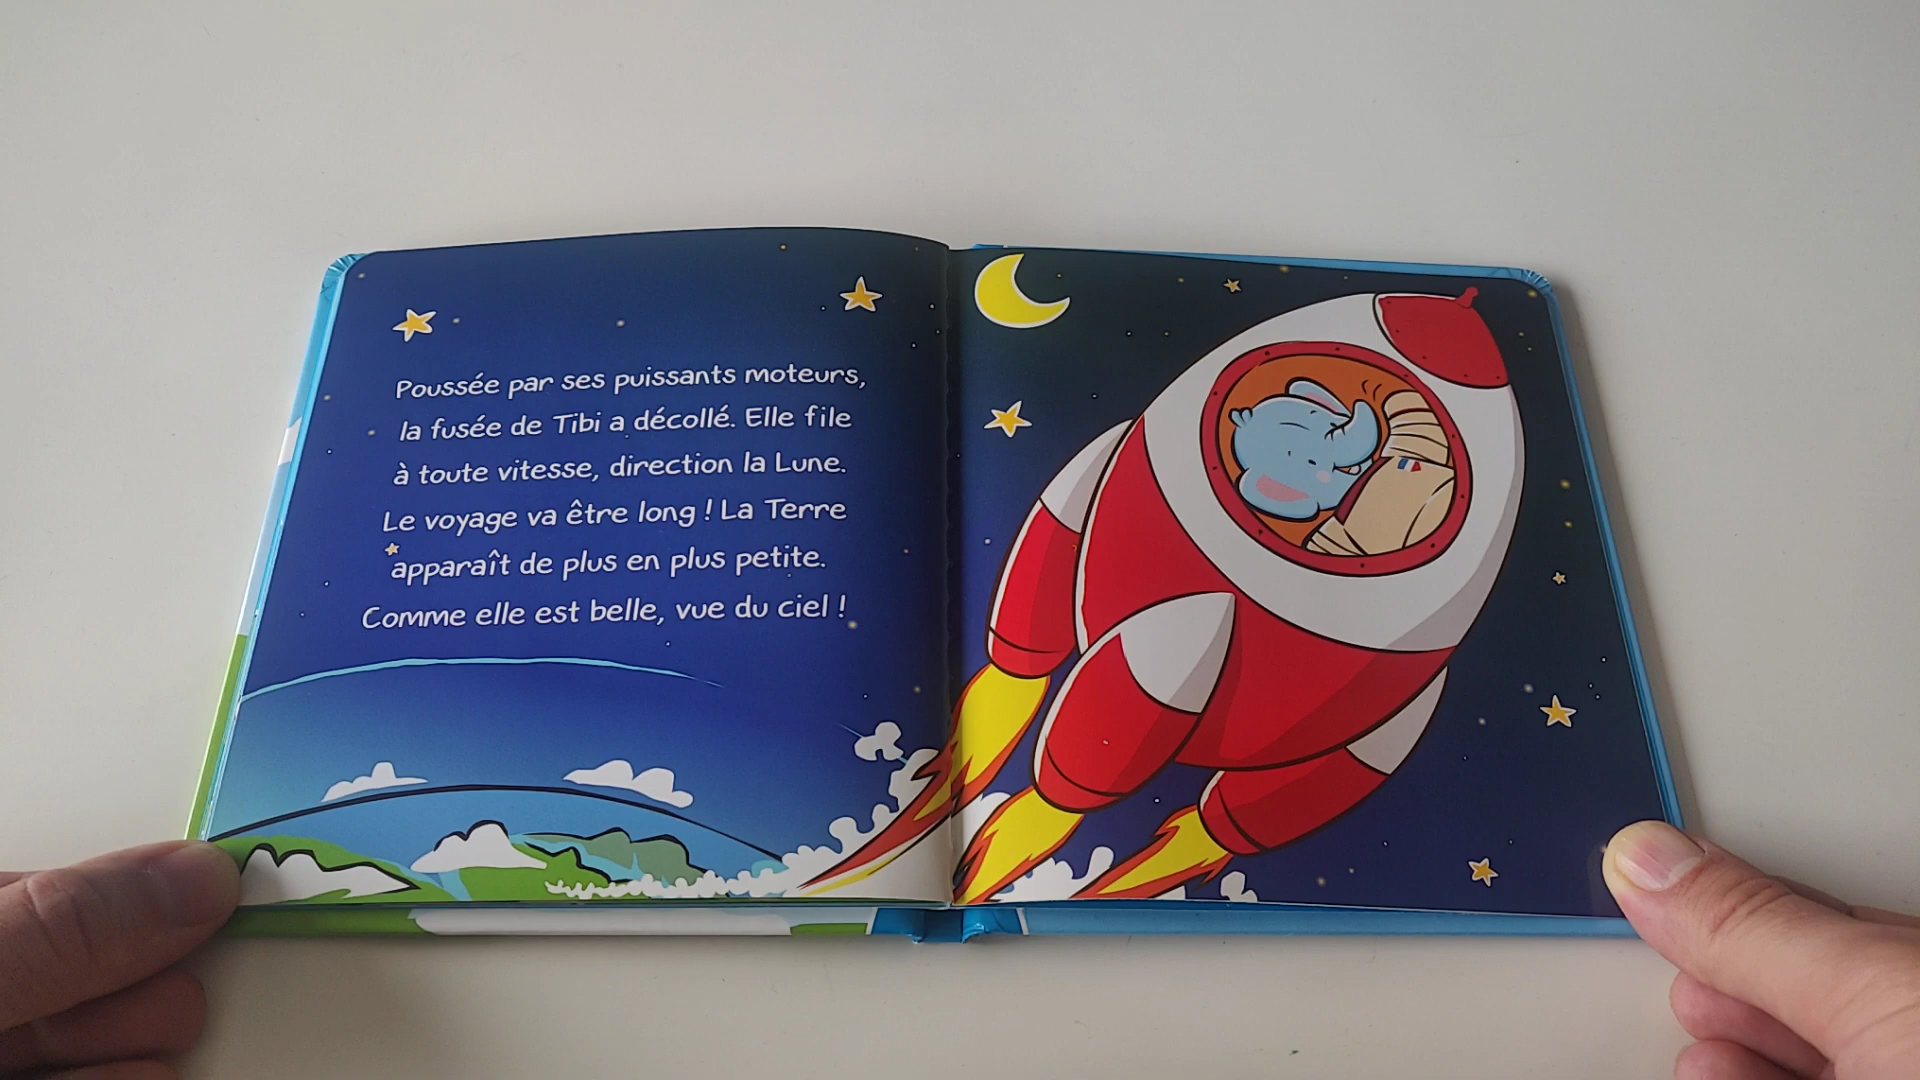 Poussée par ses puissants moteurs,
la fusée de Tibi a décollé. Elle file
à toute vitesse, direction la Lune.
Le voyage va être long ! La Terre
apparaît de plus en plus petite.
Comme elle est belle, vue du ciel !